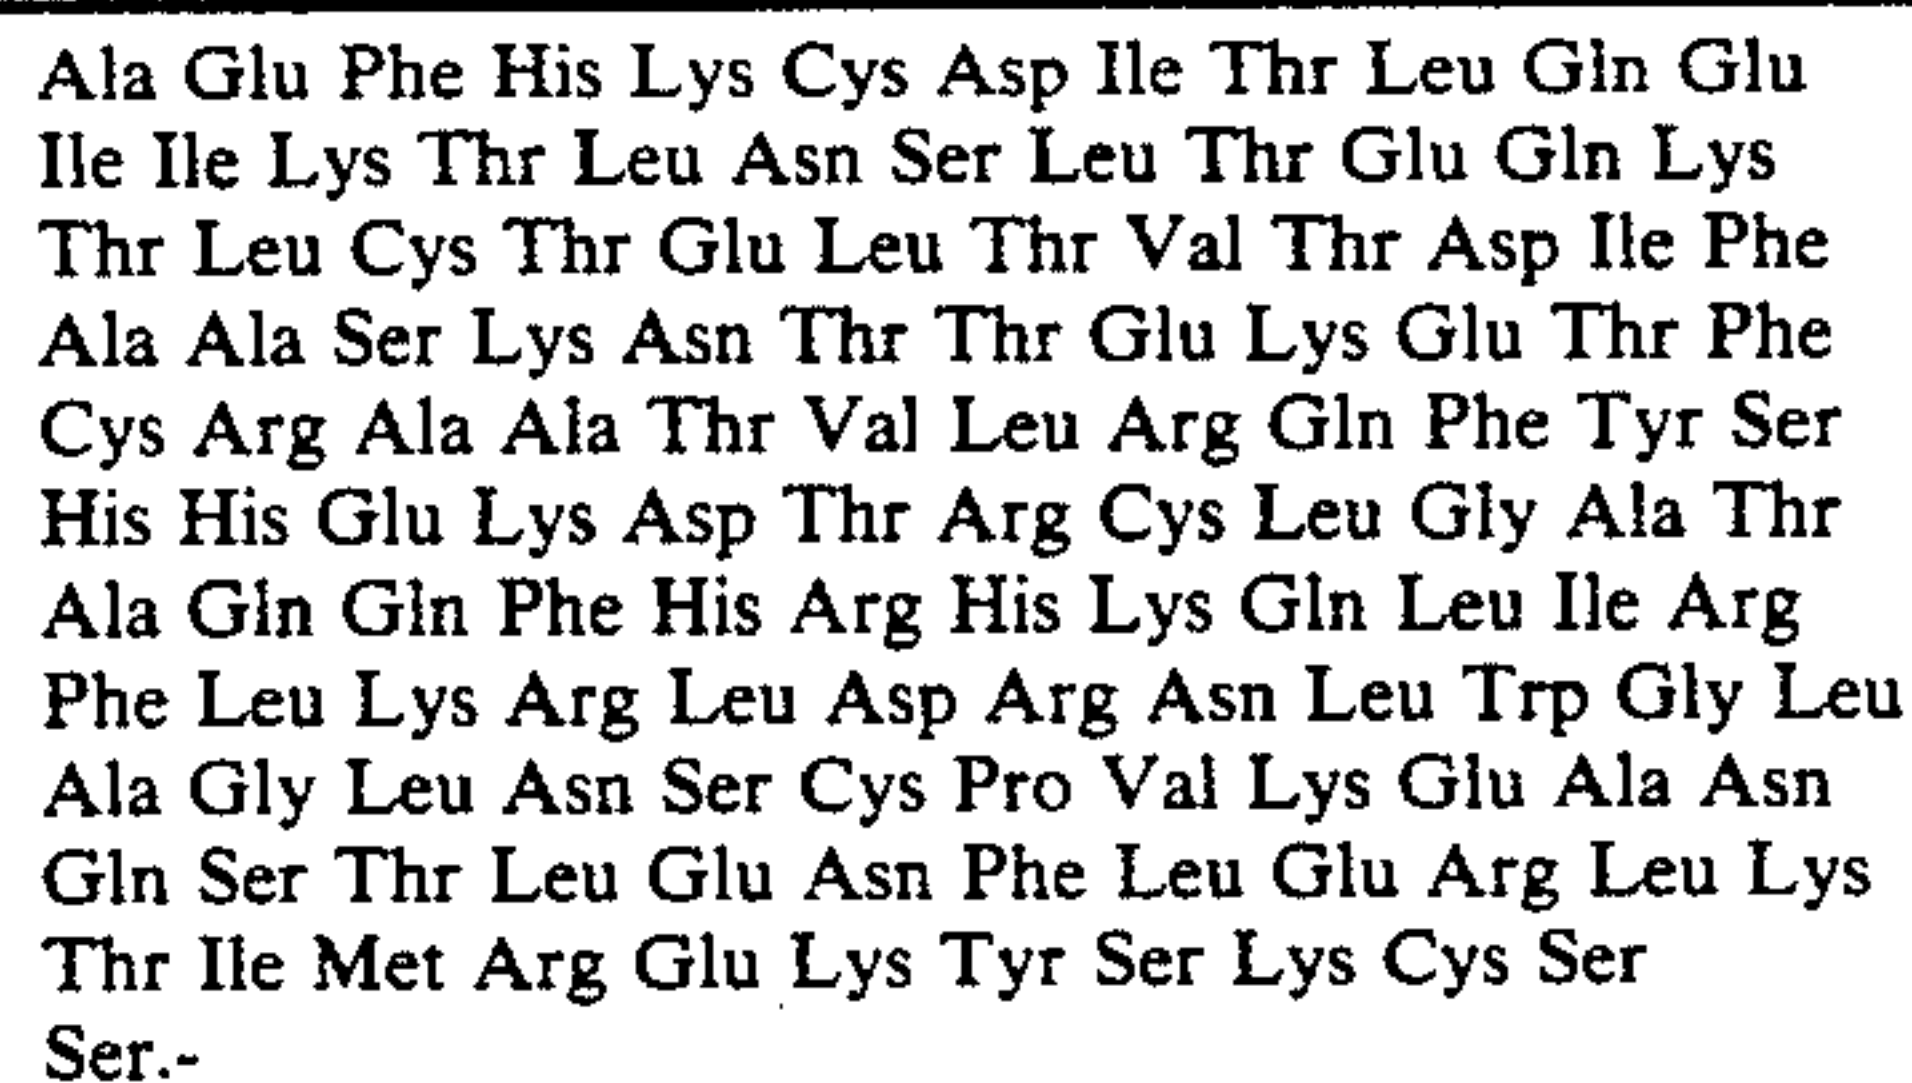 Ala Glu Phe His Lys Cys Asp Ile Thr Leu Gln Glu
Ile Ile Lys Thr Leu Asn Ser Leu Thr Glu Gln Lys
Thr Leu Cys Thr Glu Leu Thr Val Thr Asp Ile Phe
Ala Ala Ser Lys Asn Thr Thr Glu Lys Glu Thr Phe
Cys Arg Ala Ala Thr Val Leu Arg Gln Phe Tyr Ser
His His Glu Lys Asp Thr Arg Cys Leu Gly Ala Thr
Ala Gln Gln Phe His Arg His Lys Gln Leu Ile Arg
Phe Leu Lys Arg Leu Asp Arg Asn Leu Trp Gly Leu
Ala Gly Leu Asn Ser Cys Pro Val Lys Glu Ala Asn
Gln Ser Thr Leu Glu Asn Phe Leu Glu Arg Leu Lys
Thr Ile Met Arg Glu Lys Tyr Ser Lys Cys Ser
Ser.-